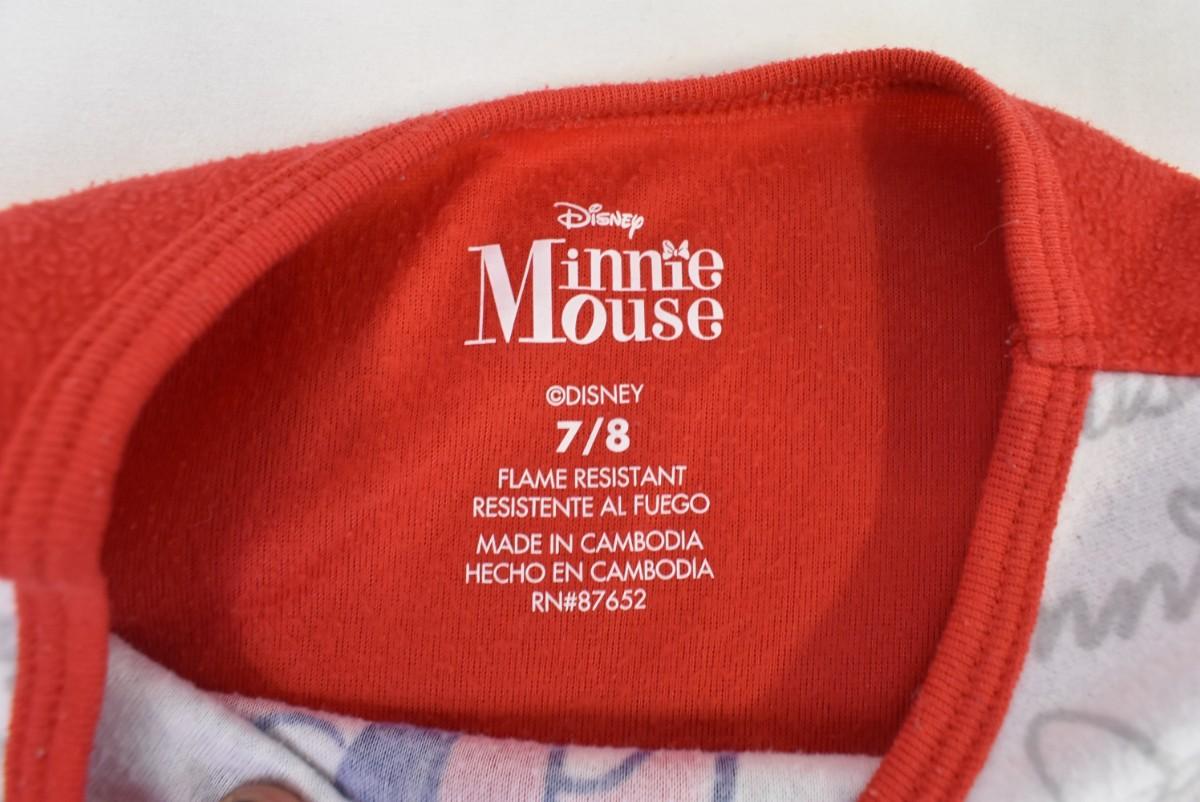 Disney
Minnie
Mouse
©DISNEY
7/8
FLAME RESISTANT
RESISTENTE AL FUEGO
MADE IN CAMBODIA
HECHO EN CAMBODIA
RN#87652